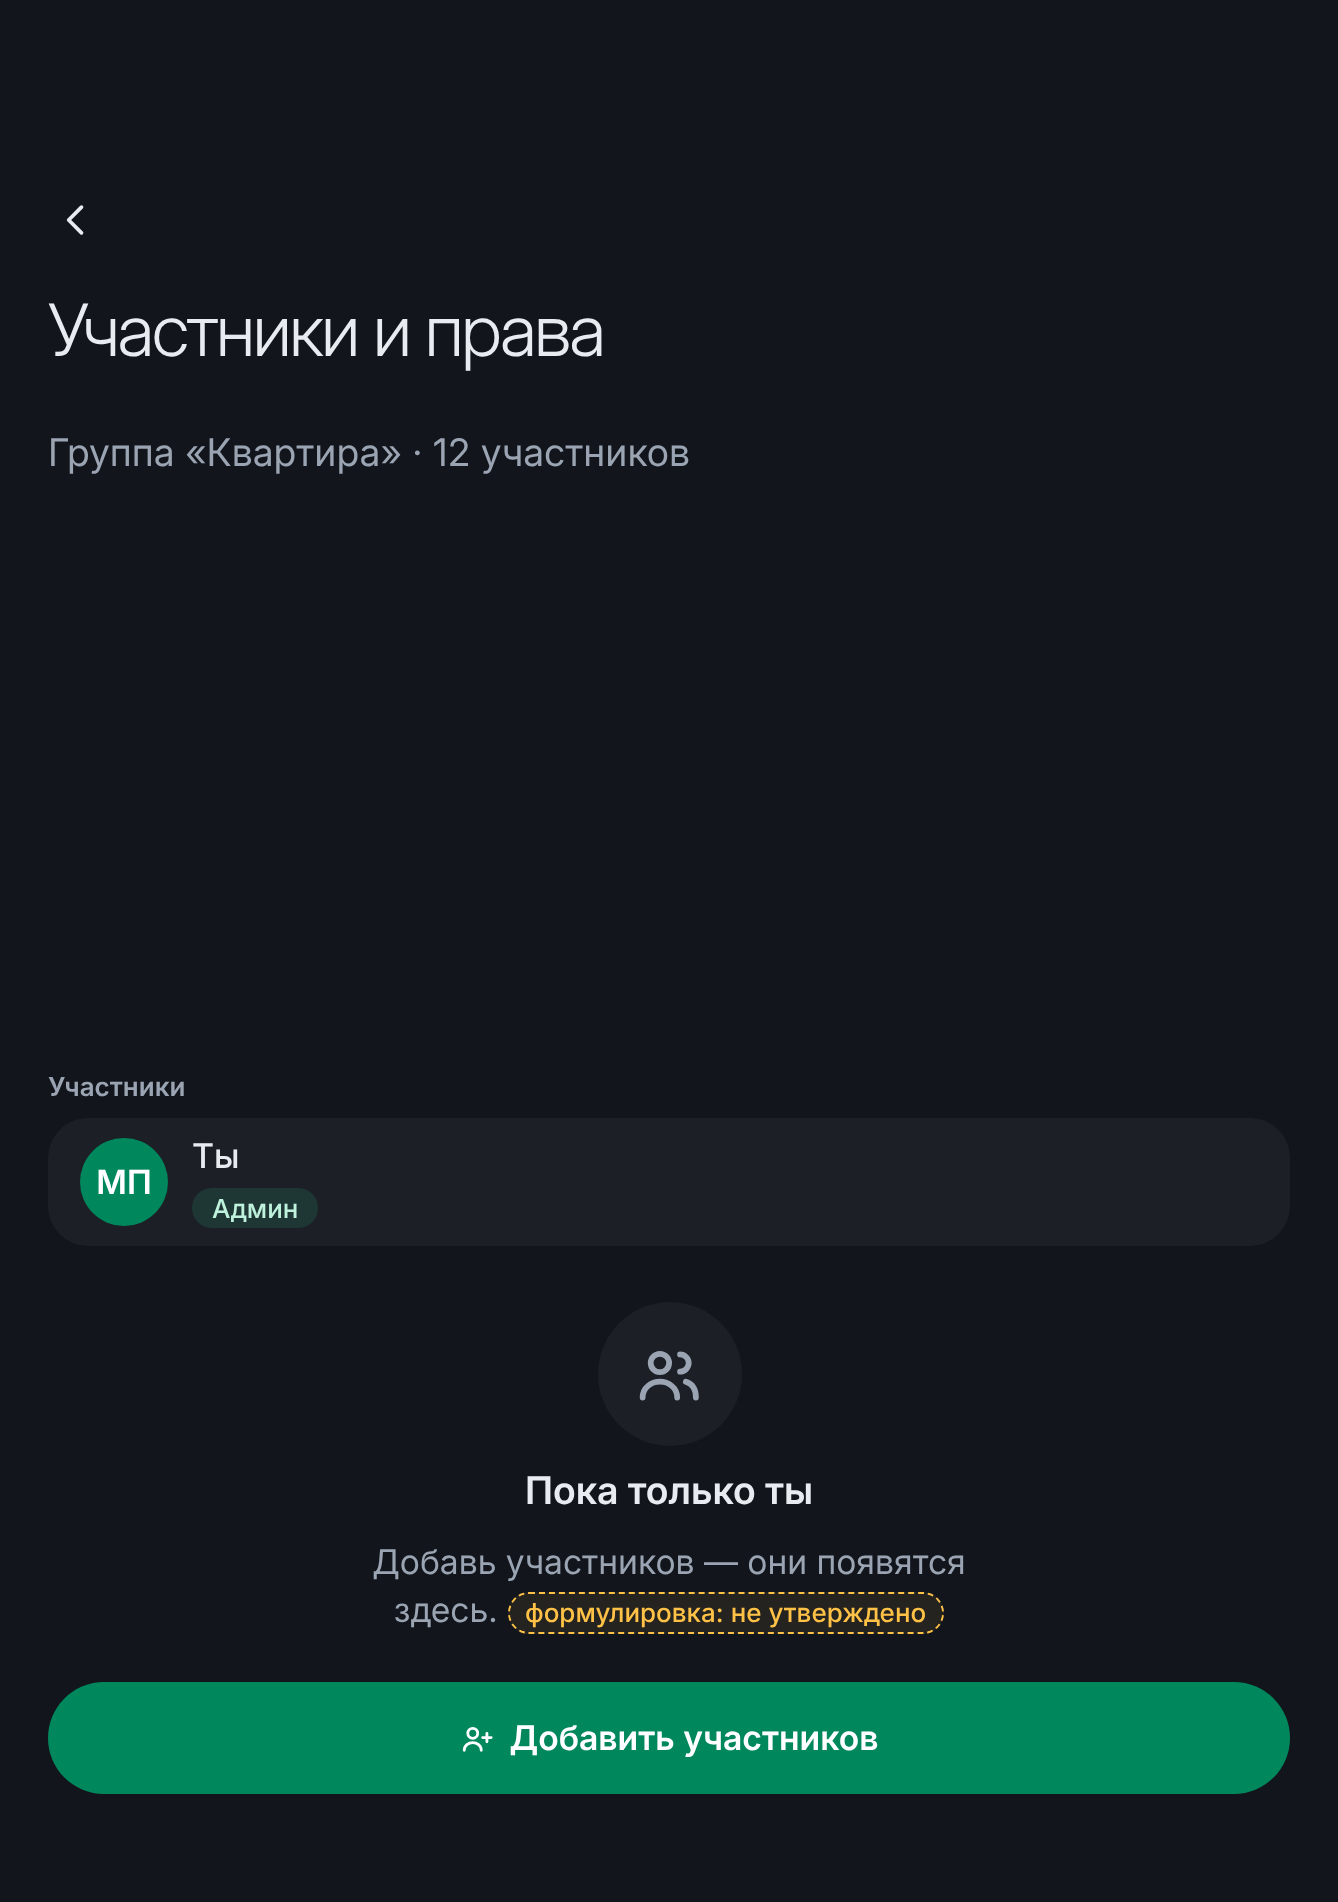 Участники и права
Группа «Квартира» · 12 участников
Участники
МП
Ты
Админ
Пока только ты
Добавь участников — они появятся
здесь. формулировка: не утверждено
Добавить участников